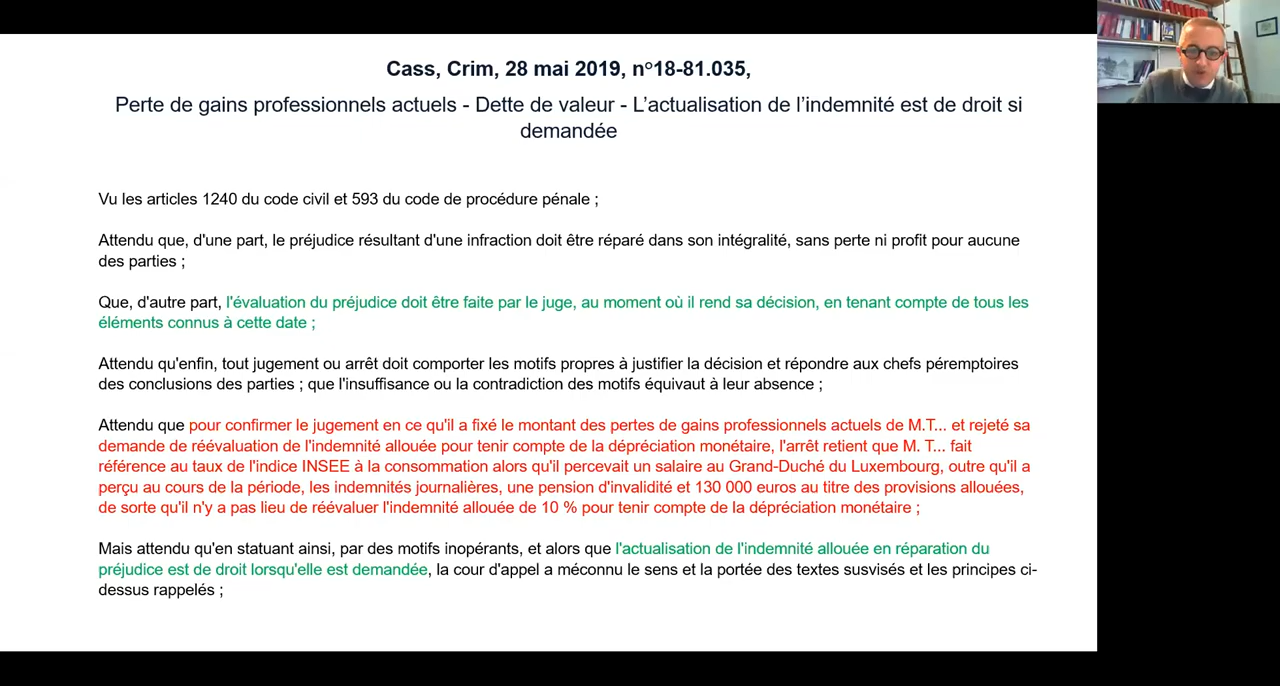 Cass, Crim, 28 mai 2019, nº18-81.035,
Perte de gains professionnels actuels - Dette de valeur - L’actualisation de l’indemnité est de droit si
demandée
Vu les articles 1240 du code civil et 593 du code de procédure pénale ;
Attendu que, d'une part, le préjudice résultant d'une infraction doit être réparé dans son intégralité, sans perte ni profit pour aucune
des parties ;
Que, d'autre part, l'évaluation du préjudice doit être faite par le juge, au moment où il rend sa décision, en tenant compte de tous les
éléments connus à cette date ;
Attendu qu'enfin, tout jugement ou arrêt doit comporter les motifs propres à justifier la décision et répondre aux chefs péremptoires
des conclusions des parties ; que l'insuffisance ou la contradiction des motifs équivaut à leur absence ;
Attendu que pour confirmer le jugement en ce qu'il a fixé le montant des pertes de gains professionnels actuels de M.T... et rejeté sa
demande de réévaluation de l'indemnité allouée pour tenir compte de la dépréciation monétaire, l'arrêt retient que M. T... fait
référence au taux de l'indice INSEE à la consommation alors qu'il percevait un salaire au Grand-Duché du Luxembourg, outre qu'il a
perçu au cours de la période, les indemnités journalières, une pension d'invalidité et 130 000 euros au titre des provisions allouées,
de sorte qu'il n'y a pas lieu de réévaluer l'indemnité allouée de 10 % pour tenir compte de la dépréciation monétaire ;
Mais attendu qu'en statuant ainsi, par des motifs inopérants, et alors que l'actualisation de l'indemnité allouée en réparation du
préjudice est de droit lorsqu'elle est demandée, la cour d'appel a méconnu le sens et la portée des textes susvisés et les principes ci-
dessus rappelés ;